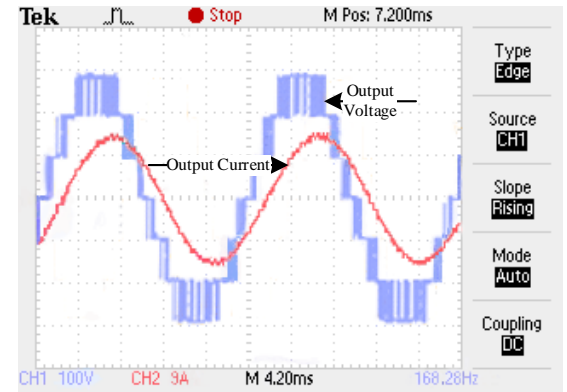 Tek Stop M Pos: 7.200ms
Type
Edge
Output
Voltage
Source
CH1
Output Current
Slope
Rising
Mode
Auto
Coupling
DC
CH1 100V CH2 9A M 4.20ms 168.28Hz